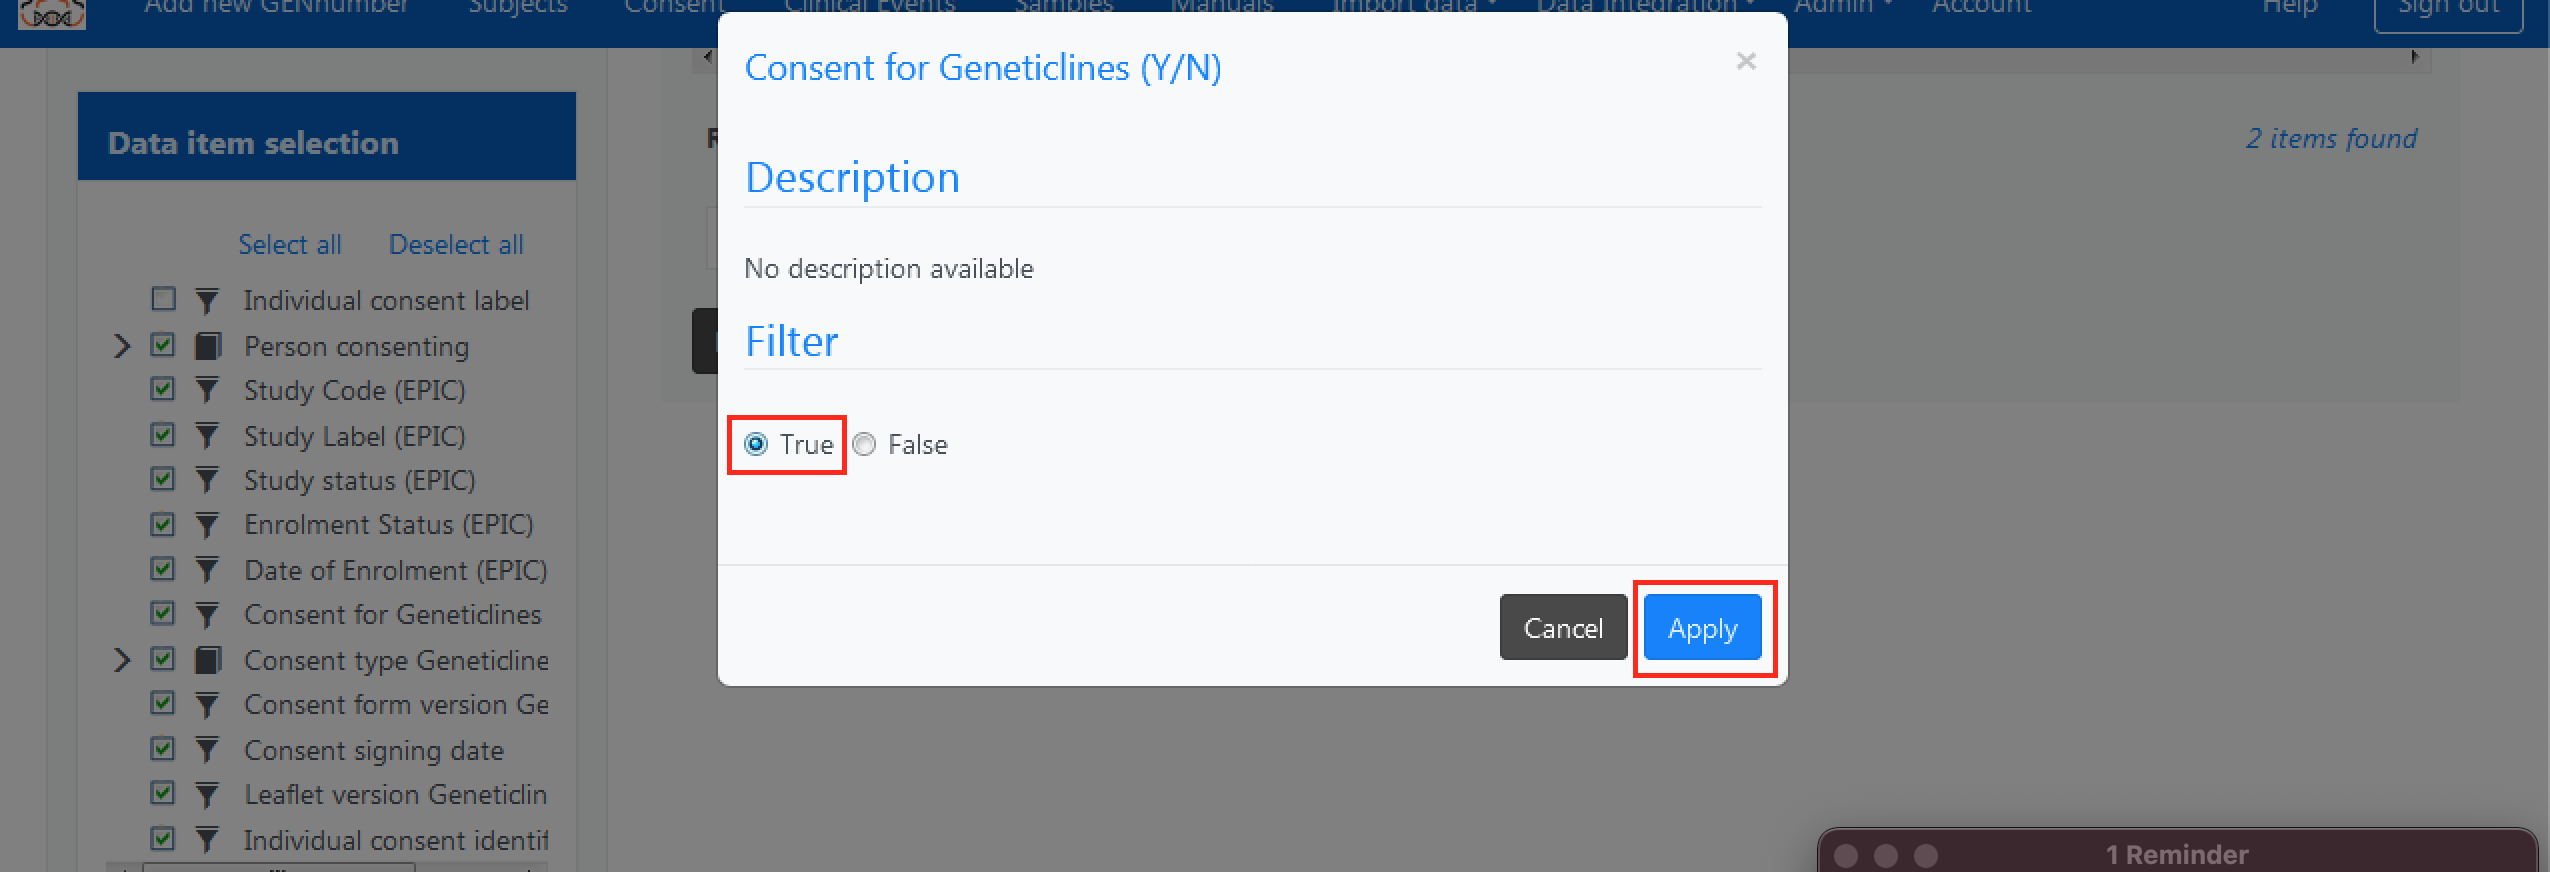 Add new GENnumber Subjects Consent Clinical Events Samples Manuals Import data Data Integration Admin Account Help Sign out
Consent for Geneticlines (Y/N) ×
Data item selection
2 items found
Description
Select all Deselect all
No description available
Individual consent label
Filter
Person consenting
Study Code (EPIC)
True False
Study Label (EPIC)
Study status (EPIC)
Enrolment Status (EPIC)
Date of Enrolment (EPIC)
Consent for Geneticlines
Cancel Apply
Consent type Geneticline
Consent form version Ge
Consent signing date
Leaflet version Geneticlin
Individual consent identif
1 Reminder